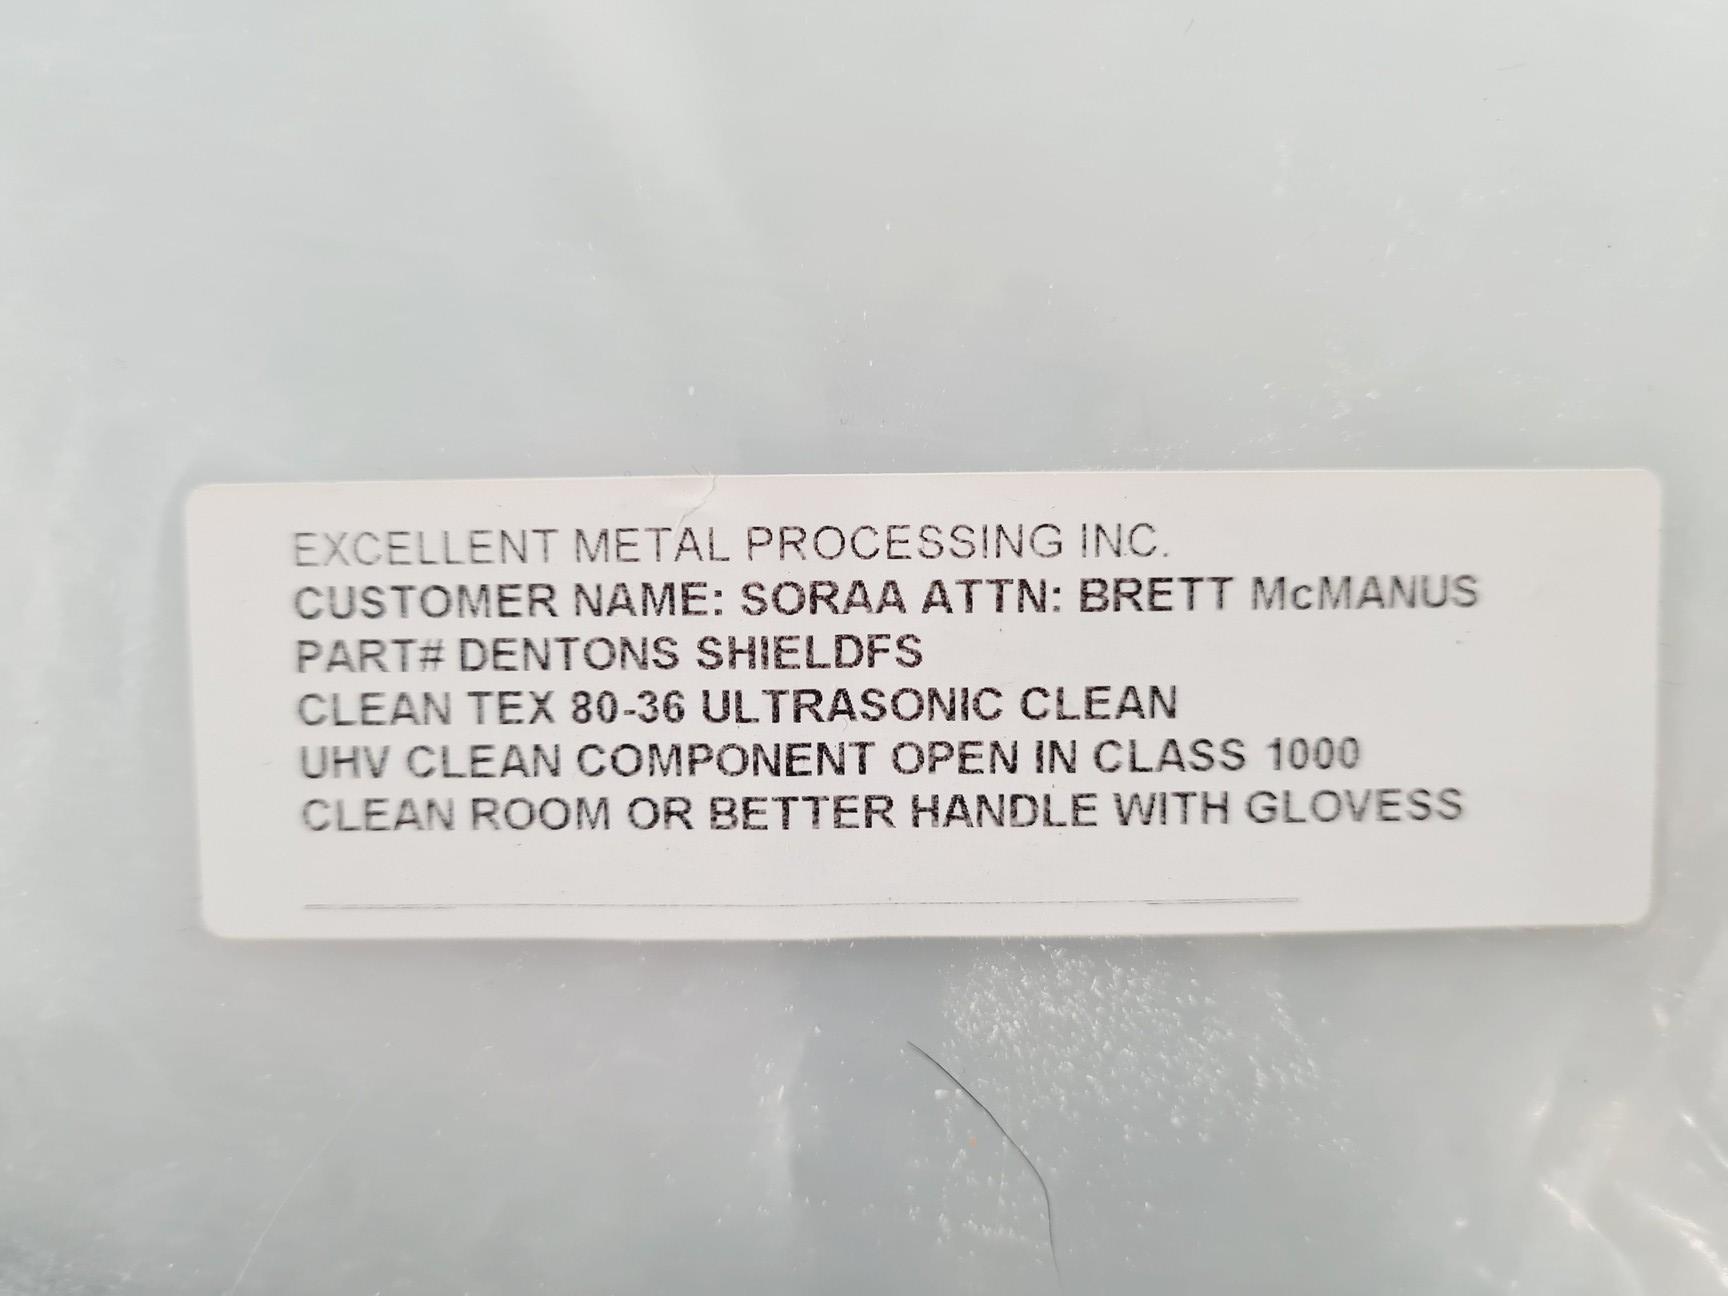 EXCELLENT METAL PROCESSING INC.
CUSTOMER NAME: SORAA ATTN: BRETT McMANUS
PART# DENTONS SHIELDFS
CLEAN TEX 80-36 ULTRASONIC CLEAN
UHV CLEAN COMPONENT OPEN IN CLASS 1000
CLEAN ROOM OR BETTER HANDLE WITH GLOVESS